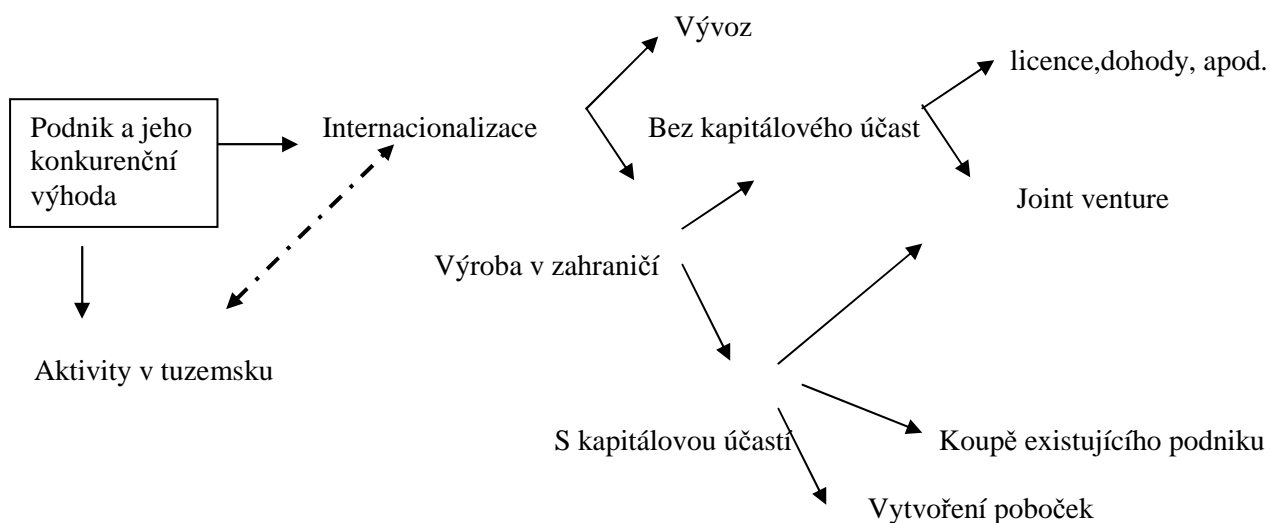 Vývoz
licence,dohody, apod.
Podnik a jeho
konkurenční
výhoda
Internacionalizace
Bez kapitálového účast
Joint venture
Výroba v zahraničí
Aktivity v tuzemsku
S kapitálovou účastí
Koupě existujícího podniku
Vytvoření poboček